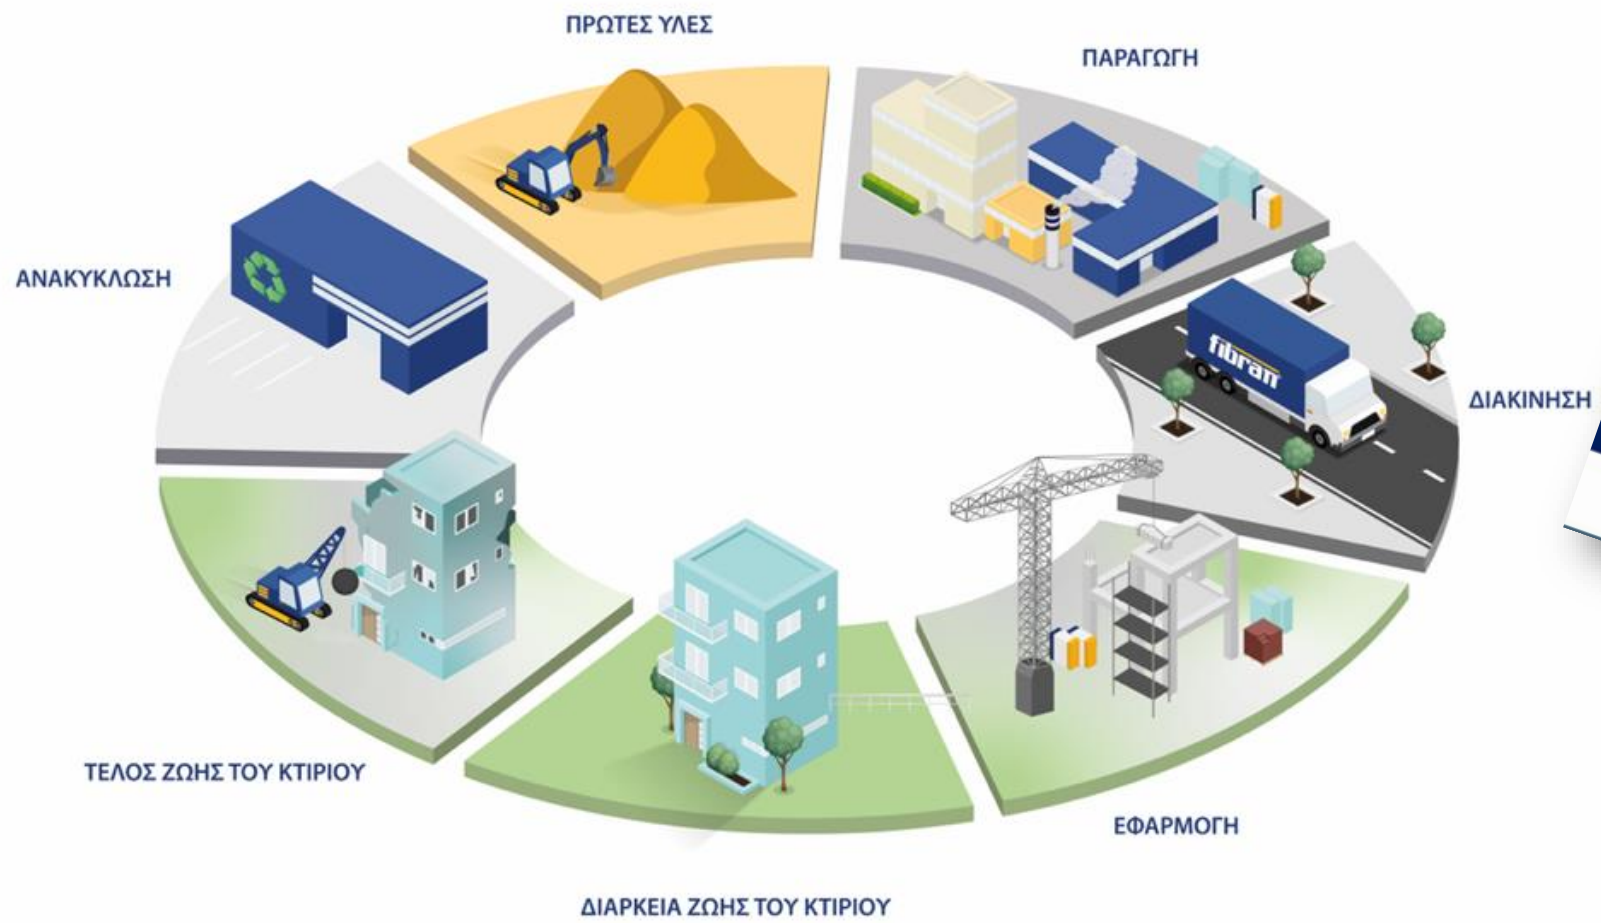 ΠΡΩΤΕΣ ΥΛΕΣ
ΠΑΡΑΓΩΓΗ
ΑΝΑΚΥΚΛΩΣΗ
fibran
ΔΙΑΚΙΝΗΣΗ
ΤΕΛΟΣ ΖΩΗΣ ΤΟΥ ΚΤΙΡΙΟΥ
ΕΦΑΡΜΟΓΗ
ΔΙΑΡΚΕΙΑ ΖΩΗΣ ΤΟΥ ΚΤΙΡΙΟΥ